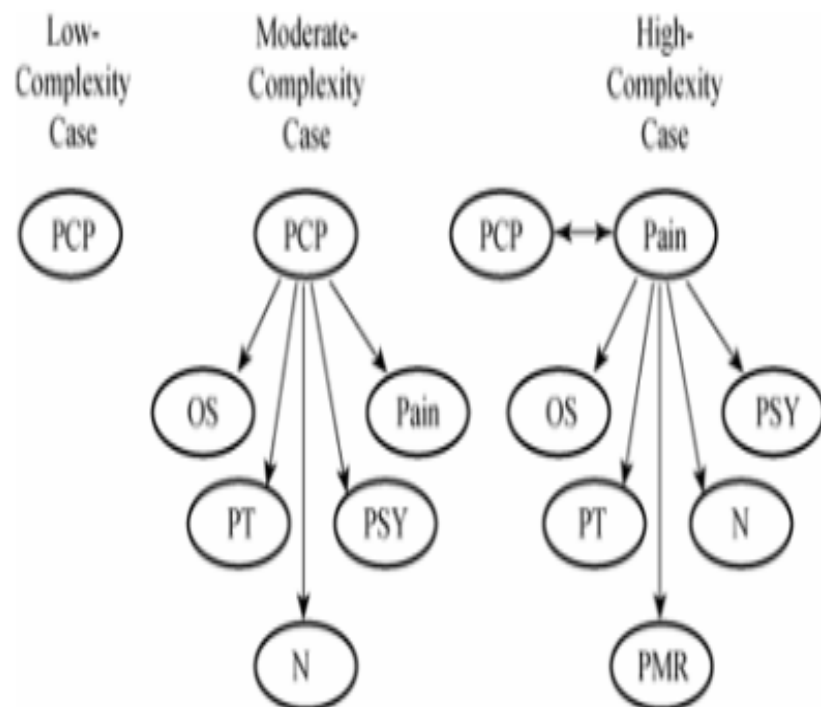 Low-
Complexity
Case
Moderate-
Complexity
Case
High-
Complexity
Case
PCP
PCP
PCP
Pain
OS
Pain
OS
PSY
PT
PSY
PT
N
N
PMR